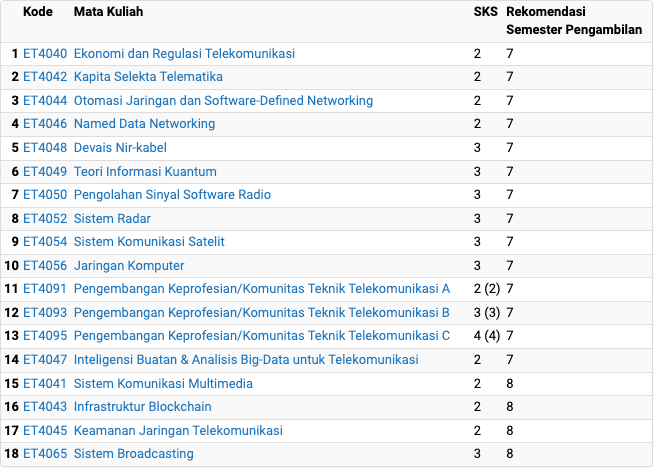 Kode Mata Kuliah SKS Rekomendasi
Semester Pengambilan
1 ET4040 Ekonomi dan Regulasi Telekomunikasi 2 7
2 ET4042 Kapita Selekta Telematika 2 7
3 ET4044 Otomasi Jaringan dan Software-Defined Networking 2 7
4 ET4046 Named Data Networking 2 7
5 ET4048 Devais Nir-kabel 3 7
6 ET4049 Teori Informasi Kuantum 3 7
7 ET4050 Pengolahan Sinyal Software Radio 3 7
8 ET4052 Sistem Radar 3 7
9 ET4054 Sistem Komunikasi Satelit 3 7
10 ET4056 Jaringan Komputer 3 7
11 ET4091 Pengembangan Keprofesian/Komunitas Teknik Telekomunikasi A 2 (2) 7
12 ET4093 Pengembangan Keprofesian/Komunitas Teknik Telekomunikasi B 3 (3) 7
13 ET4095 Pengembangan Keprofesian/Komunitas Teknik Telekomunikasi C 4 (4) 7
14 ET4047 Inteligensi Buatan & Analisis Big-Data untuk Telekomunikasi 2 7
15 ET4041 Sistem Komunikasi Multimedia 2 8
16 ET4043 Infrastruktur Blockchain 2 8
17 ET4045 Keamanan Jaringan Telekomunikasi 2 8
18 ET4065 Sistem Broadcasting 3 8